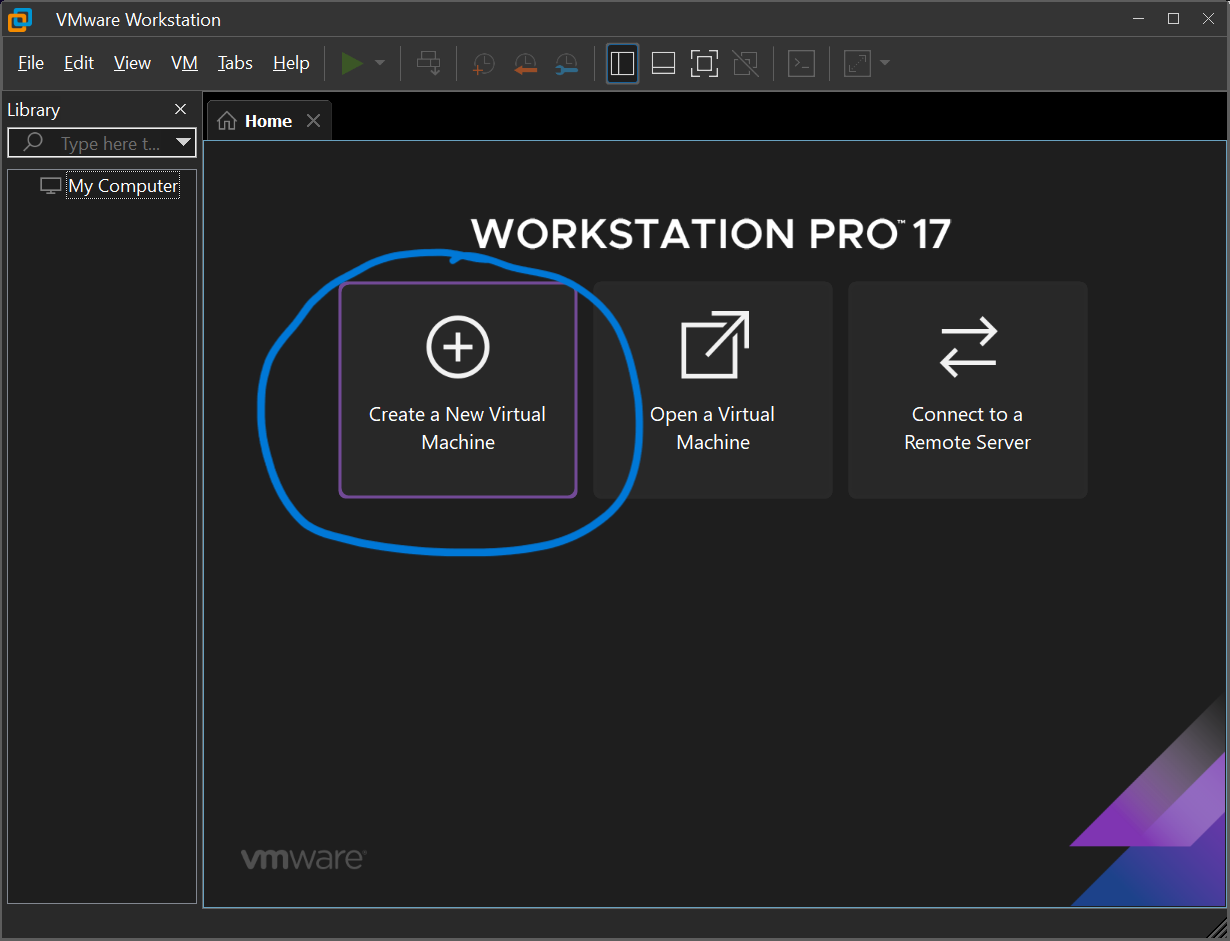 VMware Workstation
File Edit View VM Tabs Help
Library
Type here t...
My Computer
Home
WORKSTATION PRO™ 17
Create a New Virtual
Machine
Open a Virtual
Machine
Connect to a
Remote Server
vmware®